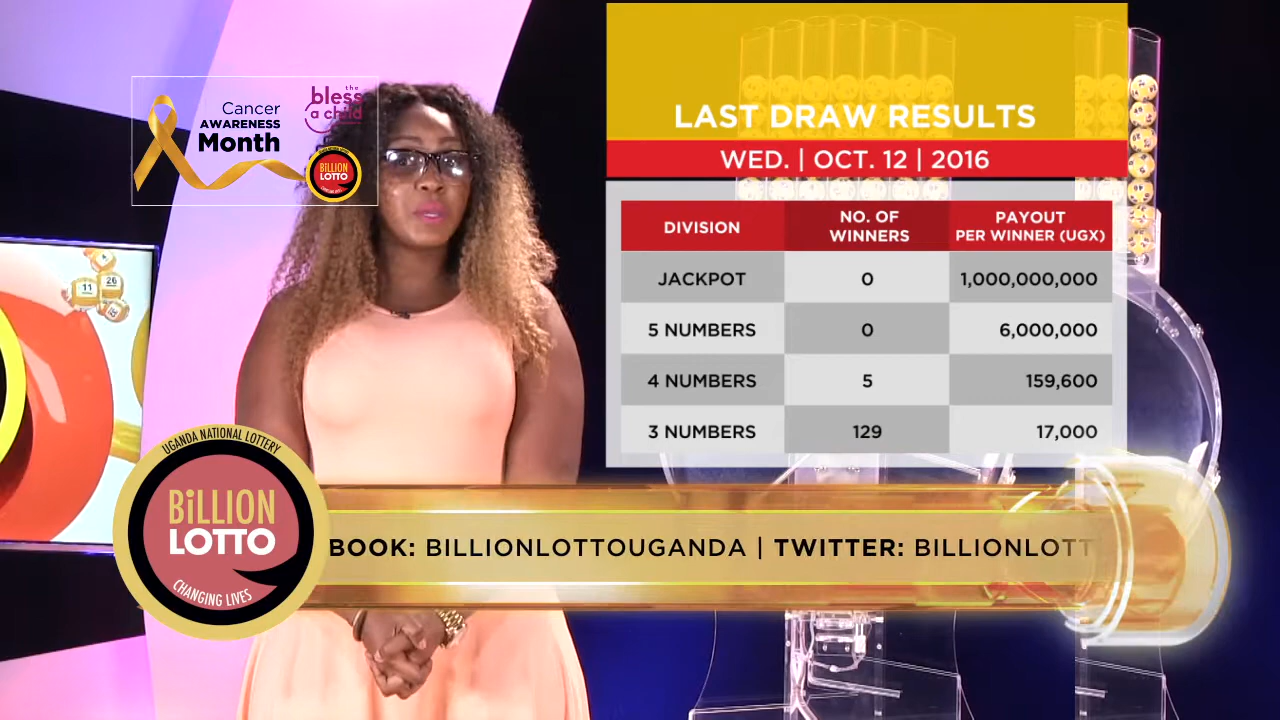 Cancer
AWARENESS
Month
the
bless
a child
BiLLION
LOTTO
11
26
LAST DRAW RESULTS
WED. | OCT. 12 | 2016
DIVISION
NO. OF
WINNERS
PAYOUT
PER WINNER (UGX)
JACKPOT 0 1,000,000,000
5 NUMBERS 0 6,000,000
4 NUMBERS 5 159,600
3 NUMBERS 129 17,000
UGANDA NATIONAL LOTTERY
BiLLION
LOTTO
CHANGING LIVES
BOOK: BILLIONLOTTOUGANDA | TWITTER: BILLIONLOTT